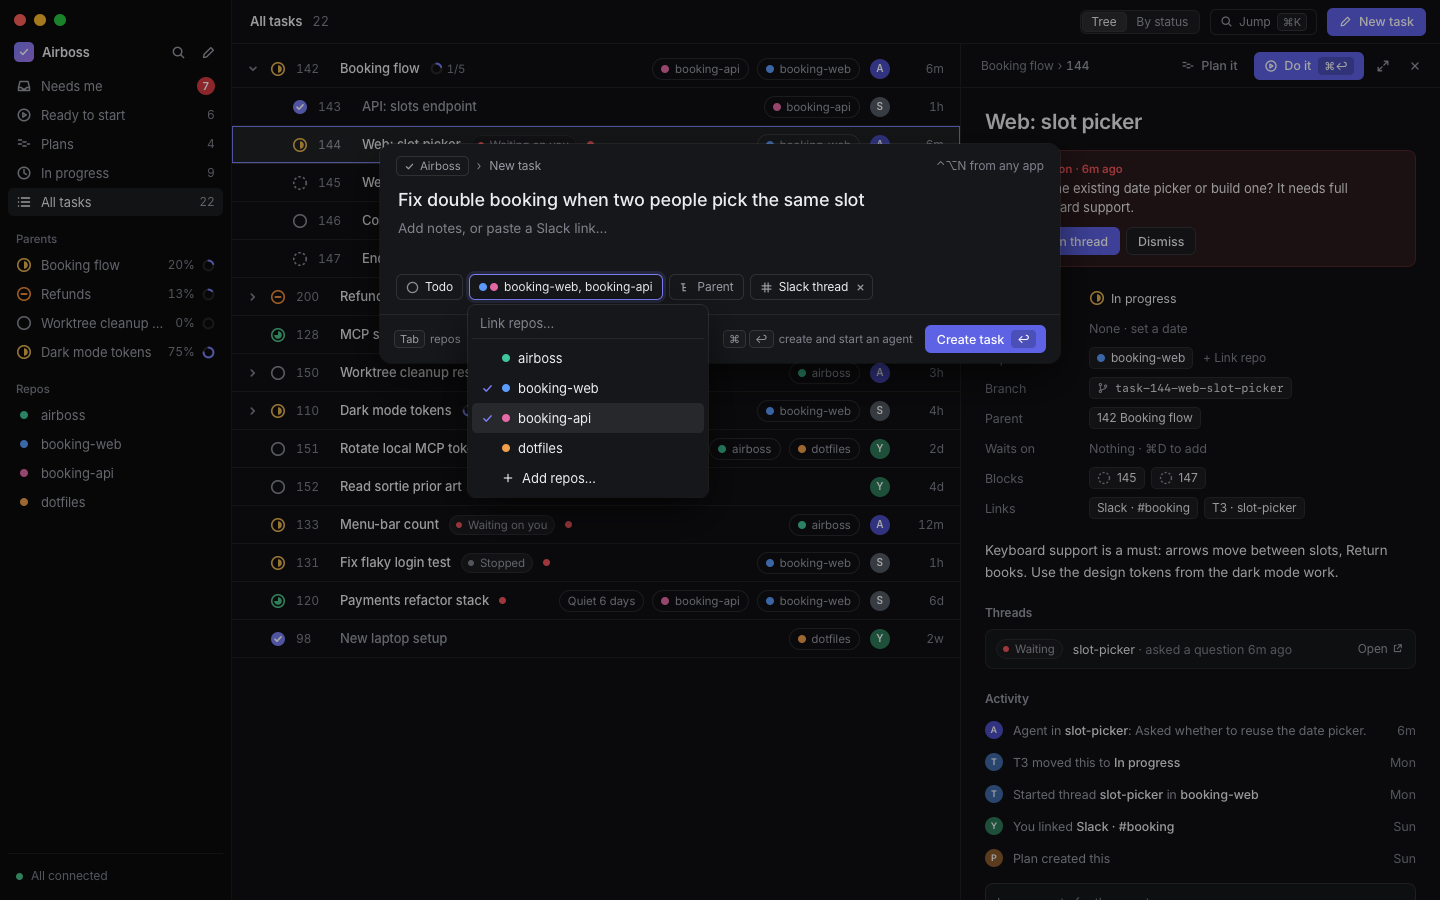 All tasks 22
Tree
By status
Jump ⌘K
New task
Airboss
Needs me 7
Ready to start 6
Plans 4
In progress 9
All tasks 22
Parents
Booking flow 20%
Refunds 13%
Worktree cleanup ... 0%
Dark mode tokens 75%
Repos
airboss
booking-web
booking-api
dotfiles
All connected
142 Booking flow 1/5 booking-api booking-web A 6m
143 API: slots endpoint booking-api S 1h
144 Web: slot picker Waiting on you booking-web A 6m
145 We
146 Co
147 En
200 Refun
128 MCP s
150 Worktree cleanup res airboss A 3h
110 Dark mode tokens booking-web S 4h
151 Rotate local MCP tok airboss dotfiles Y 2d
152 Read sortie prior art Y 4d
133 Menu-bar count Waiting on you airboss A 12m
131 Fix flaky login test Stopped booking-web S 1h
120 Payments refactor stack Quiet 6 days booking-api booking-web S 6d
98 New laptop setup dotfiles Y 2w
Airboss › New task
^⌥N from any app
Fix double booking when two people pick the same slot
Add notes, or paste a Slack link...
Todo
booking-web, booking-api
Parent
Slack thread ×
Tab repos
⌘ ↩ create and start an agent
Create task ↩
Link repos...
airboss
booking-web
booking-api
dotfiles
+ Add repos...
Booking flow › 144
Plan it
Do it ⌘↩
Web: slot picker
on · 6m ago
e existing date picker or build one? It needs full
ard support.
n thread
Dismiss
In progress
None · set a date
booking-web + Link repo
Branch task-144-web-slot-picker
Parent 142 Booking flow
Waits on Nothing · ⌘D to add
Blocks 145 147
Links Slack · #booking T3 · slot-picker
Keyboard support is a must: arrows move between slots, Return
books. Use the design tokens from the dark mode work.
Threads
Waiting slot-picker · asked a question 6m ago Open
Activity
A Agent in slot-picker: Asked whether to reuse the date picker. 6m
T T3 moved this to In progress Mon
T Started thread slot-picker in booking-web Mon
Y You linked Slack · #booking Sun
P Plan created this Sun